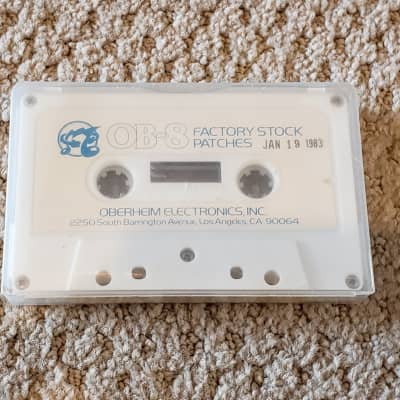 OB-8 FACTORY STOCK
PATCHES JAN 19 1983
OBERHEIM ELECTRONICS, INC.
2250 South Barrington Avenue, Los Angeles, CA 90064